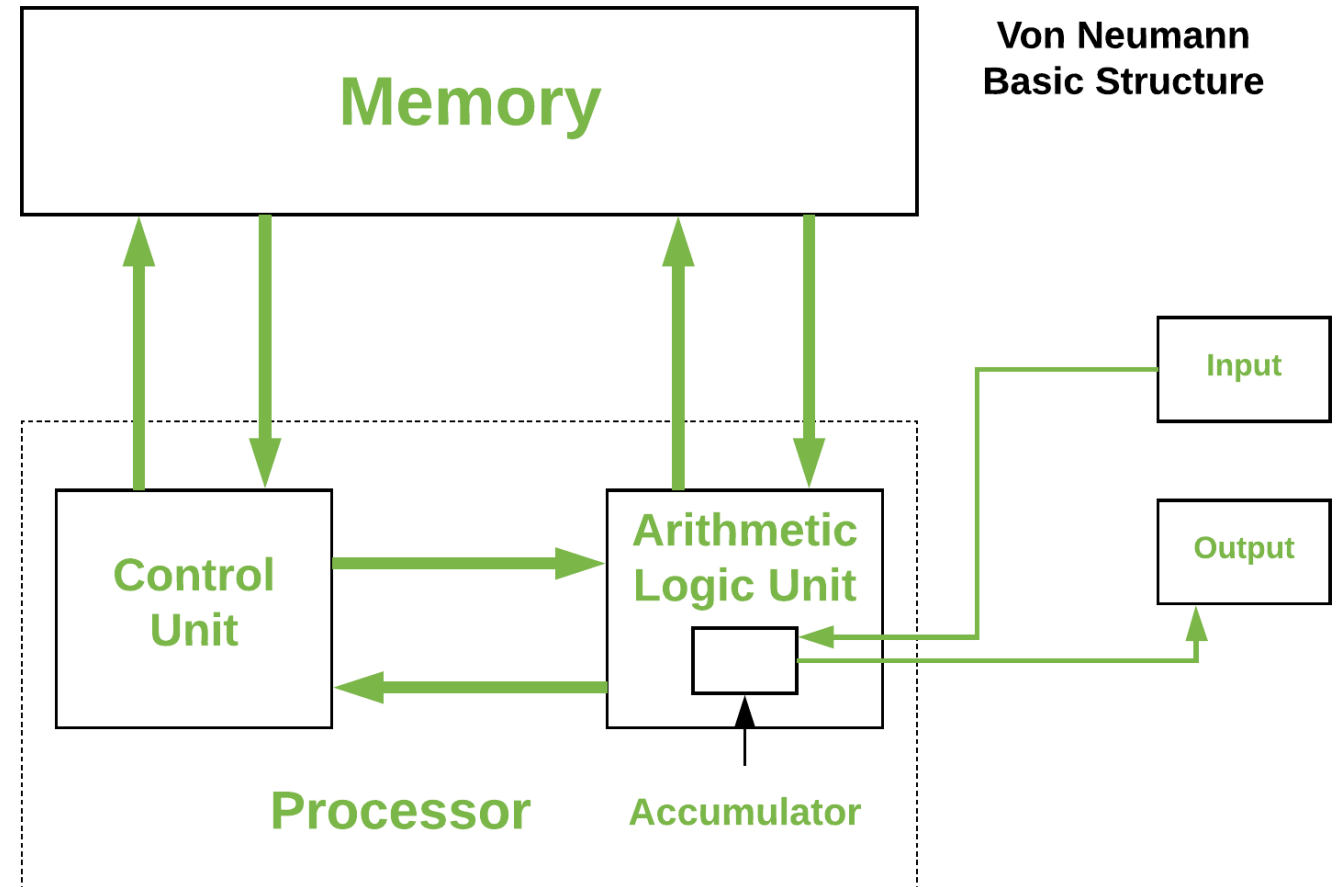 Von Neumann
Basic Structure
Memory
Input
Output
Control
Unit
Arithmetic
Logic Unit
Processor
Accumulator